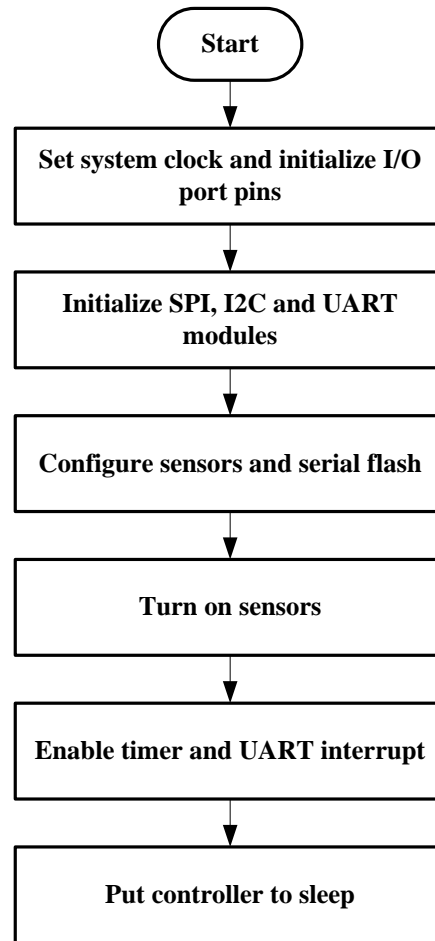 Start
Set system clock and initialize I/O
port pins
Initialize SPI, I2C and UART
modules
Configure sensors and serial flash
Turn on sensors
Enable timer and UART interrupt
Put controller to sleep